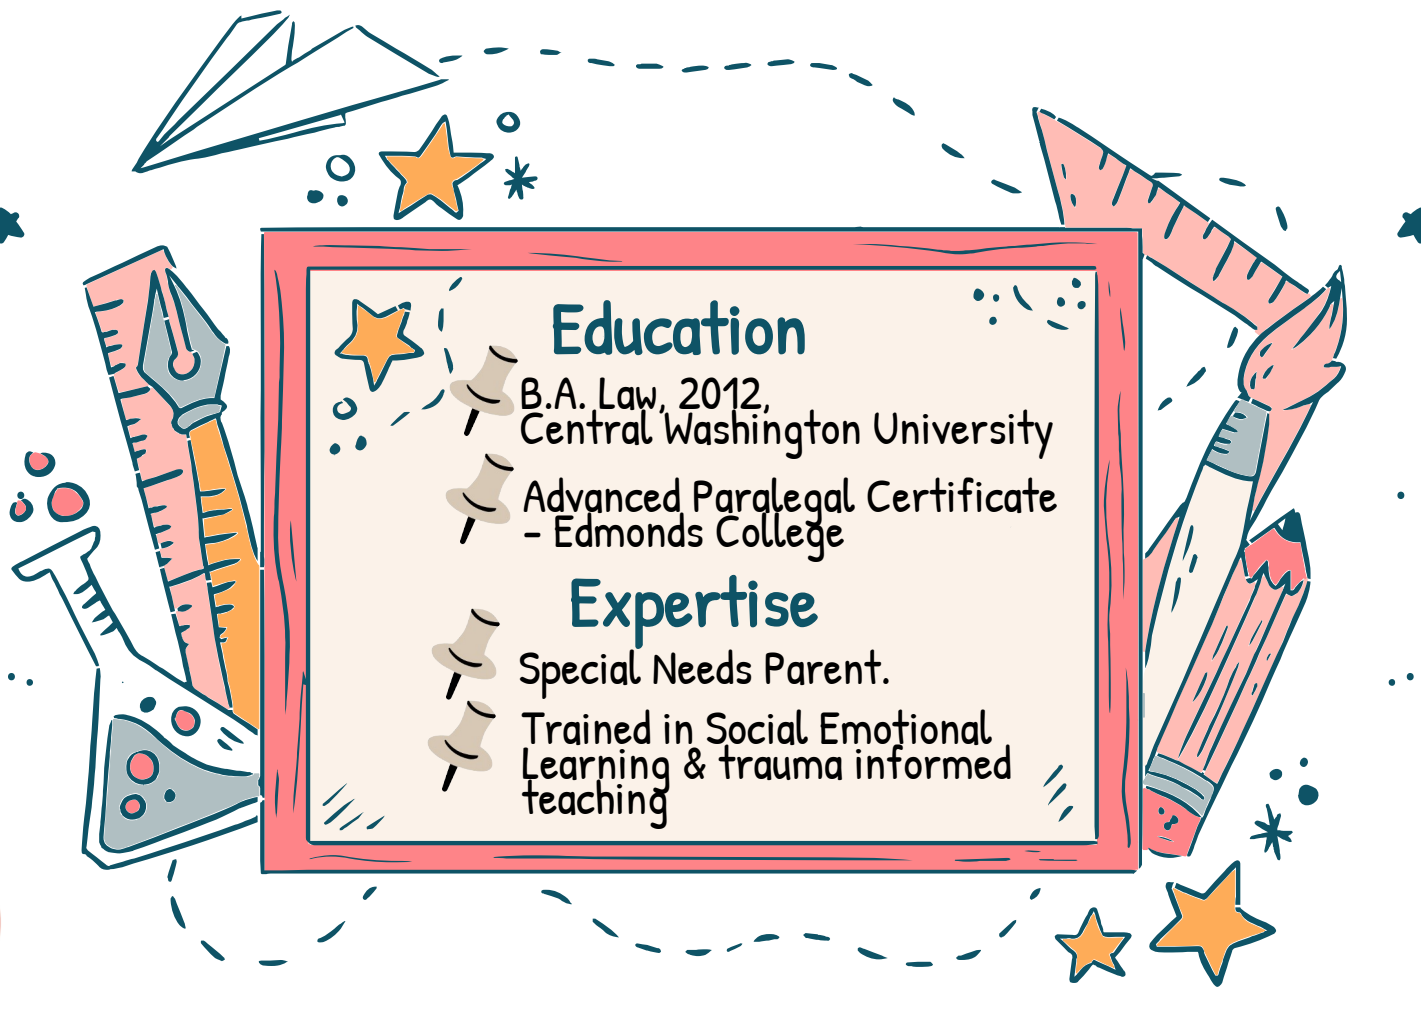 Education
B.A. Law, 2012,
Central Washington University
Advanced Paralegal Certificate
- Edmonds College
Expertise
Special Needs Parent.
Trained in Social Emotional
Learning & trauma informed
teaching